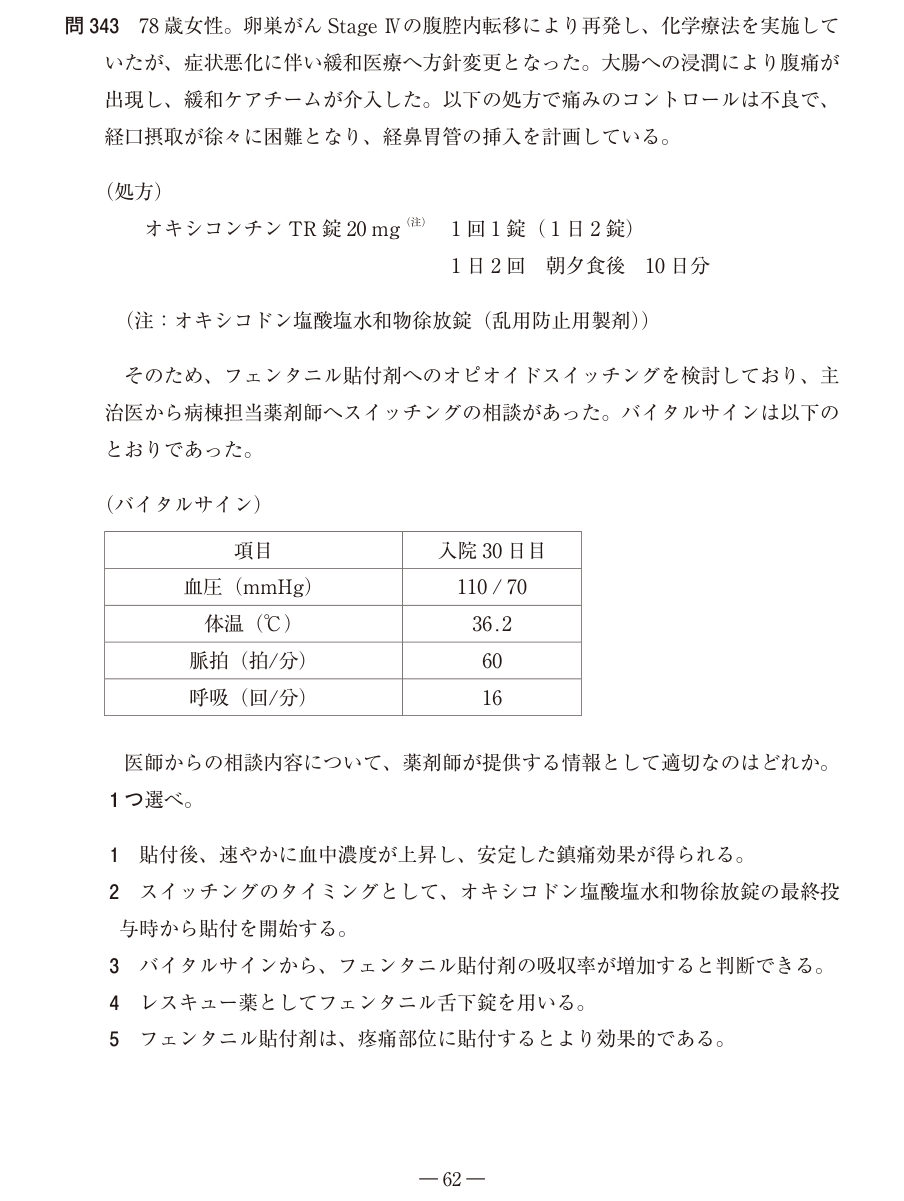 問 343　78 歳女性。卵巣がん Stage Ⅳの腹腔内転移により再発し、化学療法を実施して
いたが、症状悪化に伴い緩和医療へ方針変更となった。大腸への浸潤により腹痛が
出現し、緩和ケアチームが介入した。以下の処方で痛みのコントロールは不良で、
経口摂取が徐々に困難となり、経鼻胃管の挿入を計画している。
（処方）
オキシコンチン TR 錠 20 mg（注）　1 回 1 錠（1 日 2 錠）
1 日 2 回　朝夕食後　10 日分
（注：オキシコドン塩酸塩水和物徐放錠（乱用防止用製剤））
そのため、フェンタニル貼付剤へのオピオイドスイッチングを検討しており、主
治医から病棟担当薬剤師へスイッチングの相談があった。バイタルサインは以下の
とおりであった。
（バイタルサイン）
項目　入院 30 日目
血圧（mmHg）　110 / 70
体温（℃）　36.2
脈拍（拍/分）　60
呼吸（回/分）　16
医師からの相談内容について、薬剤師が提供する情報として適切なのはどれか。
1 つ選べ。
1　貼付後、速やかに血中濃度が上昇し、安定した鎮痛効果が得られる。
2　スイッチングのタイミングとして、オキシコドン塩酸塩水和物徐放錠の最終投
与時から貼付を開始する。
3　バイタルサインから、フェンタニル貼付剤の吸収率が増加すると判断できる。
4　レスキュー薬としてフェンタニル舌下錠を用いる。
5　フェンタニル貼付剤は、疼痛部位に貼付するとより効果的である。
― 62 ―